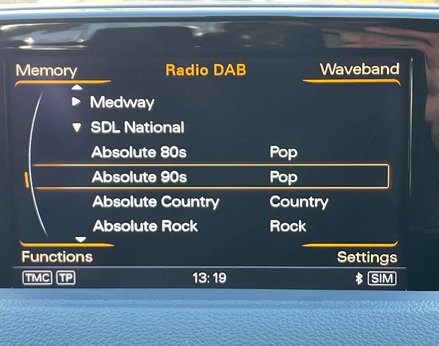 Memory Radio DAB Waveband
Medway
SDL National
Absolute 80s Pop
Absolute 90s Pop
Absolute Country Country
Absolute Rock Rock
Functions Settings
TMC TP 13:19 SIM